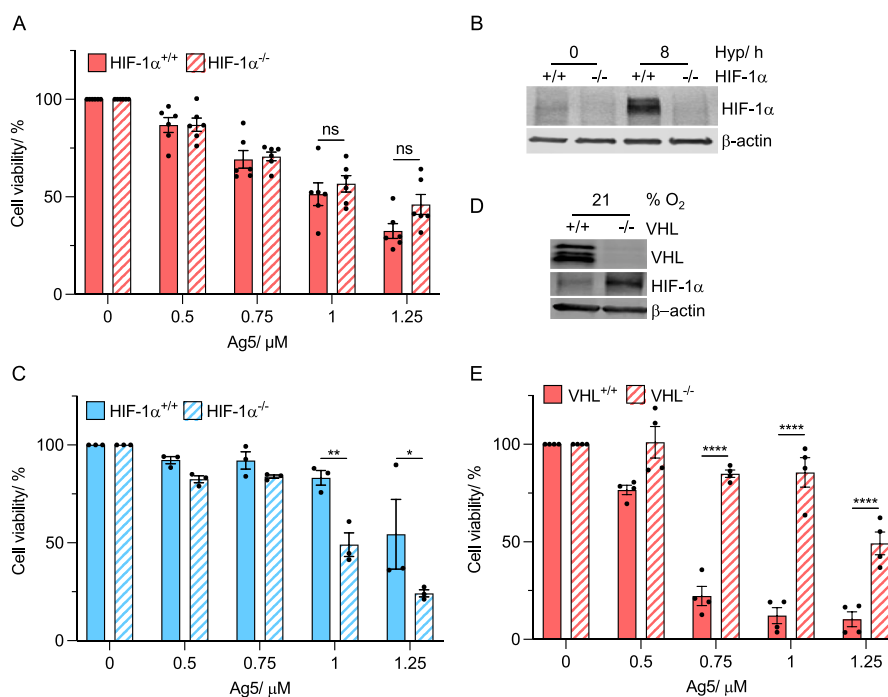 A
HIF-1α+/+ HIF-1α-/-
Cell viability/ %
100
50
0
ns
ns
0 0.5 0.75 1 1.25
Ag5/ μM
B
0 8 Hyp/ h
+/+ -/- +/+ -/- HIF-1α
HIF-1α
β-actin
D
21 % O2
+/+ -/- VHL
VHL
HIF-1α
β−actin
C
HIF-1α+/+ HIF-1α-/-
Cell viability/ %
100
50
0
**
*
0 0.5 0.75 1 1.25
Ag5/ μM
E
VHL+/+ VHL-/-
Cell viability/ %
100
50
0
****
****
****
0 0.5 0.75 1 1.25
Ag5/ μM